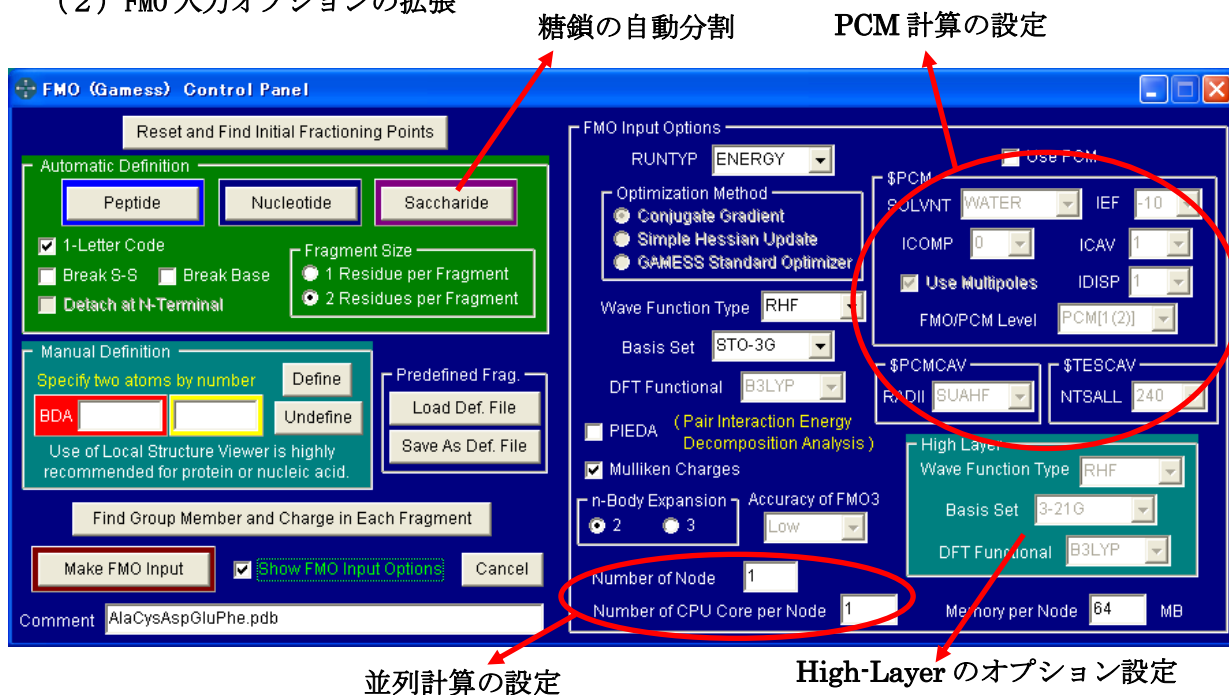 （２）FMO 入力オプションの拡張
糖鎖の自動分割
PCM 計算の設定
FMO (Gamess) Control Panel
Reset and Find Initial Fractioning Points
Automatic Definition
Peptide
Nucleotide
Saccharide
1-Letter Code
Break S-S
Break Base
Detach at N-Terminal
Fragment Size
1 Residue per Fragment
2 Residues per Fragment
Manual Definition
Specify two atoms by number
Define
BDA
Undefine
Use of Local Structure Viewer is highly
recommended for protein or nucleic acid.
Predefined Frag.
Load Def. File
Save As Def. File
Find Group Member and Charge in Each Fragment
Make FMO Input
Show FMO Input Options
Cancel
Comment AlaCysAspGluPhe.pdb
FMO Input Options
RUNTYP ENERGY
Optimization Method
Conjugate Gradient
Simple Hessian Update
GAMESS Standard Optimizer
Wave Function Type RHF
Basis Set STO-3G
DFT Functional B3LYP
PIEDA
( Pair Interaction Energy
Decomposition Analysis )
Mulliken Charges
n-Body Expansion
2 3
Accuracy of FMO3
Low
Number of Node 1
Number of CPU Core per Node 1
Use PCM
$PCM
SOLVNT WATER IEF -10
ICOMP 0 ICAV 1
Use Multipoles IDISP 1
FMO/PCM Level PCM[1(2)]
$PCMCAV
RADII SUAHF
$TESCAV
NTSALL 240
High Layer
Wave Function Type RHF
Basis Set 3-21G
DFT Functional B3LYP
Memory per Node 64 MB
並列計算の設定
High-Layer のオプション設定